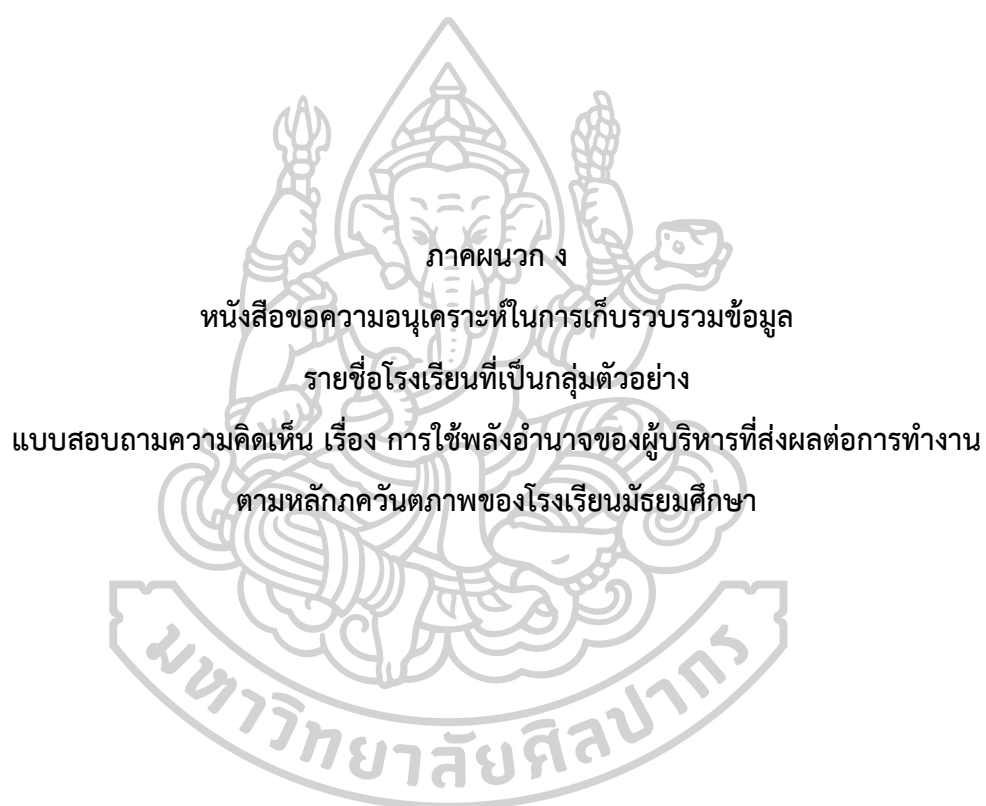 ภาคผนวก ง
หนังสือขอความอนุเคราะห์ในการเก็บรวบรวมข้อมูล
รายชื่อโรงเรียนที่เป็นกลุ่มตัวอย่าง
แบบสอบถามความคิดเห็น เรื่อง การใช้พลังอำนาจของผู้บริหารที่ส่งผลต่อการทำงาน
ตามหลักภควันตภาพของโรงเรียนมัธยมศึกษา
มหาวิทยาลัยศิลปากร